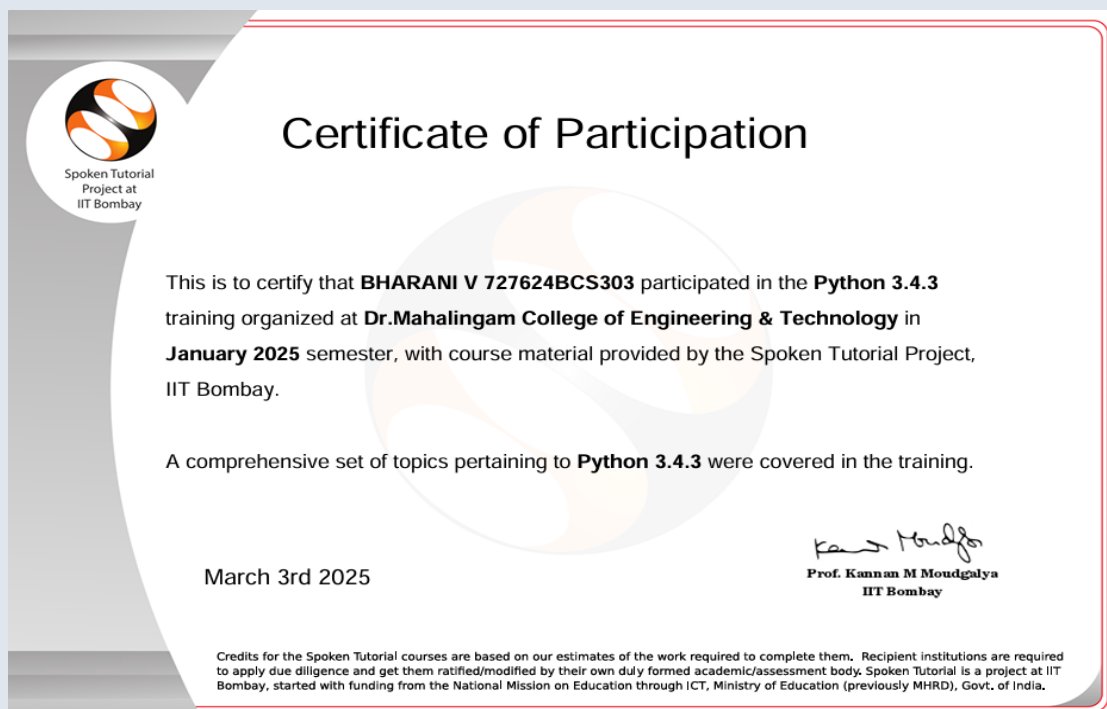 Spoken Tutorial
Project at
IIT Bombay
Certificate of Participation
This is to certify that BHARANI V 727624BCS303 participated in the Python 3.4.3
training organized at Dr.Mahalingam College of Engineering & Technology in
January 2025 semester, with course material provided by the Spoken Tutorial Project,
IIT Bombay.
A comprehensive set of topics pertaining to Python 3.4.3 were covered in the training.
March 3rd 2025
Prof. Kannan M Moudgalya
IIT Bombay
Credits for the Spoken Tutorial courses are based on our estimates of the work required to complete them. Recipient institutions are required
to apply due diligence and get them ratified/modified by their own duly formed academic/assessment body. Spoken Tutorial is a project at IIT
Bombay, started with funding from the National Mission on Education through ICT, Ministry of Education (previously MHRD), Govt. of India.